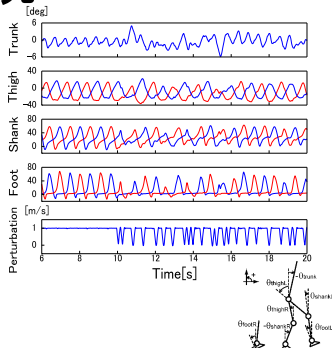 [deg]
Trunk
6
0
-6
Thigh
40
0
-40
Shank
80
40
0
Foot
80
40
0
Perturbation
[m/s]
1
0
6 8 10 12 14 16 18 20
Time[s]
+
-θtrunk
θthighL
θthighR
θshankL
θfootR
-θshankR
θfootL